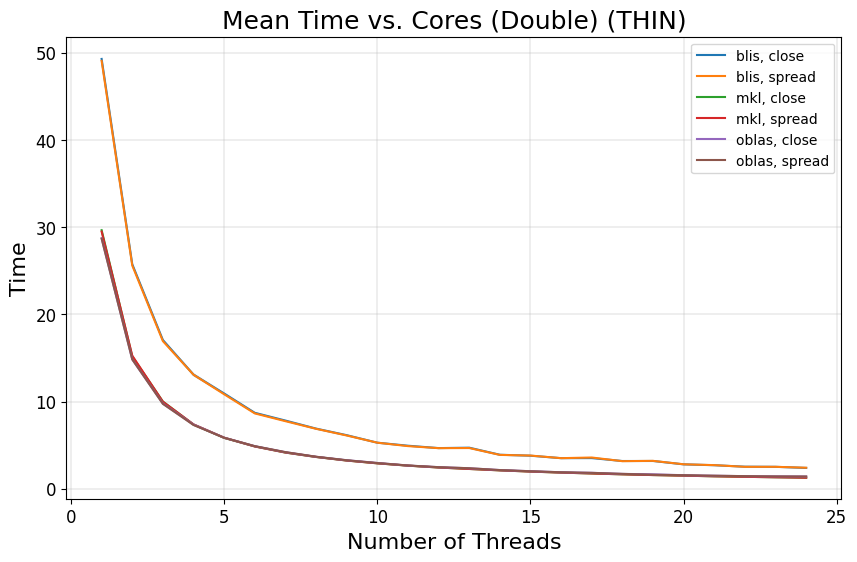 Mean Time vs. Cores (Double) (THIN)
Time
50
40
30
20
10
0
blis, close
blis, spread
mkl, close
mkl, spread
oblas, close
oblas, spread
0 5 10 15 20 25
Number of Threads